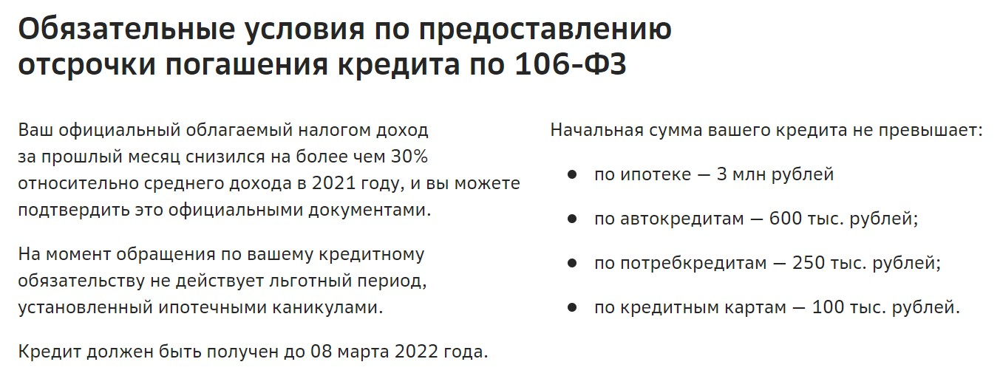 Обязательные условия по предоставлению
отсрочки погашения кредита по 106-ФЗ
Ваш официальный облагаемый налогом доход
за прошлый месяц снизился на более чем 30%
относительно среднего дохода в 2021 году, и вы можете
подтвердить это официальными документами.
На момент обращения по вашему кредитному
обязательству не действует льготный период,
установленный ипотечными каникулами.
Кредит должен быть получен до 08 марта 2022 года.
Начальная сумма вашего кредита не превышает:
● по ипотеке — 3 млн рублей
● по автокредитам — 600 тыс. рублей;
● по потребкредитам — 250 тыс. рублей;
● по кредитным картам — 100 тыс. рублей.